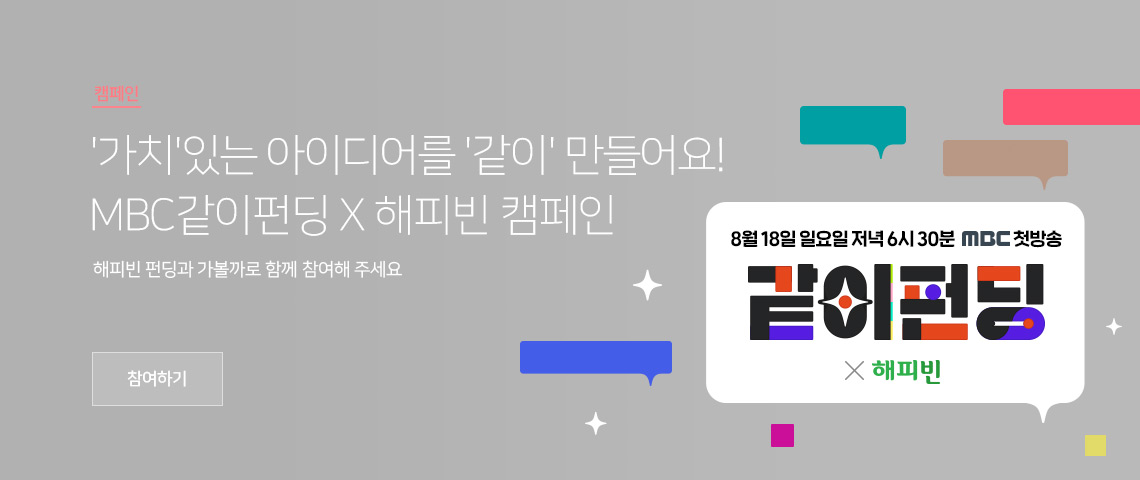 캠페인
'가치'있는 아이디어를 '같이' 만들어요!
MBC같이펀딩 X 해피빈 캠페인
해피빈 펀딩과 가볼까로 함께 참여해 주세요
참여하기
8월 18일 일요일 저녁 6시 30분 MBC 첫방송
같이펀딩
× 해피빈